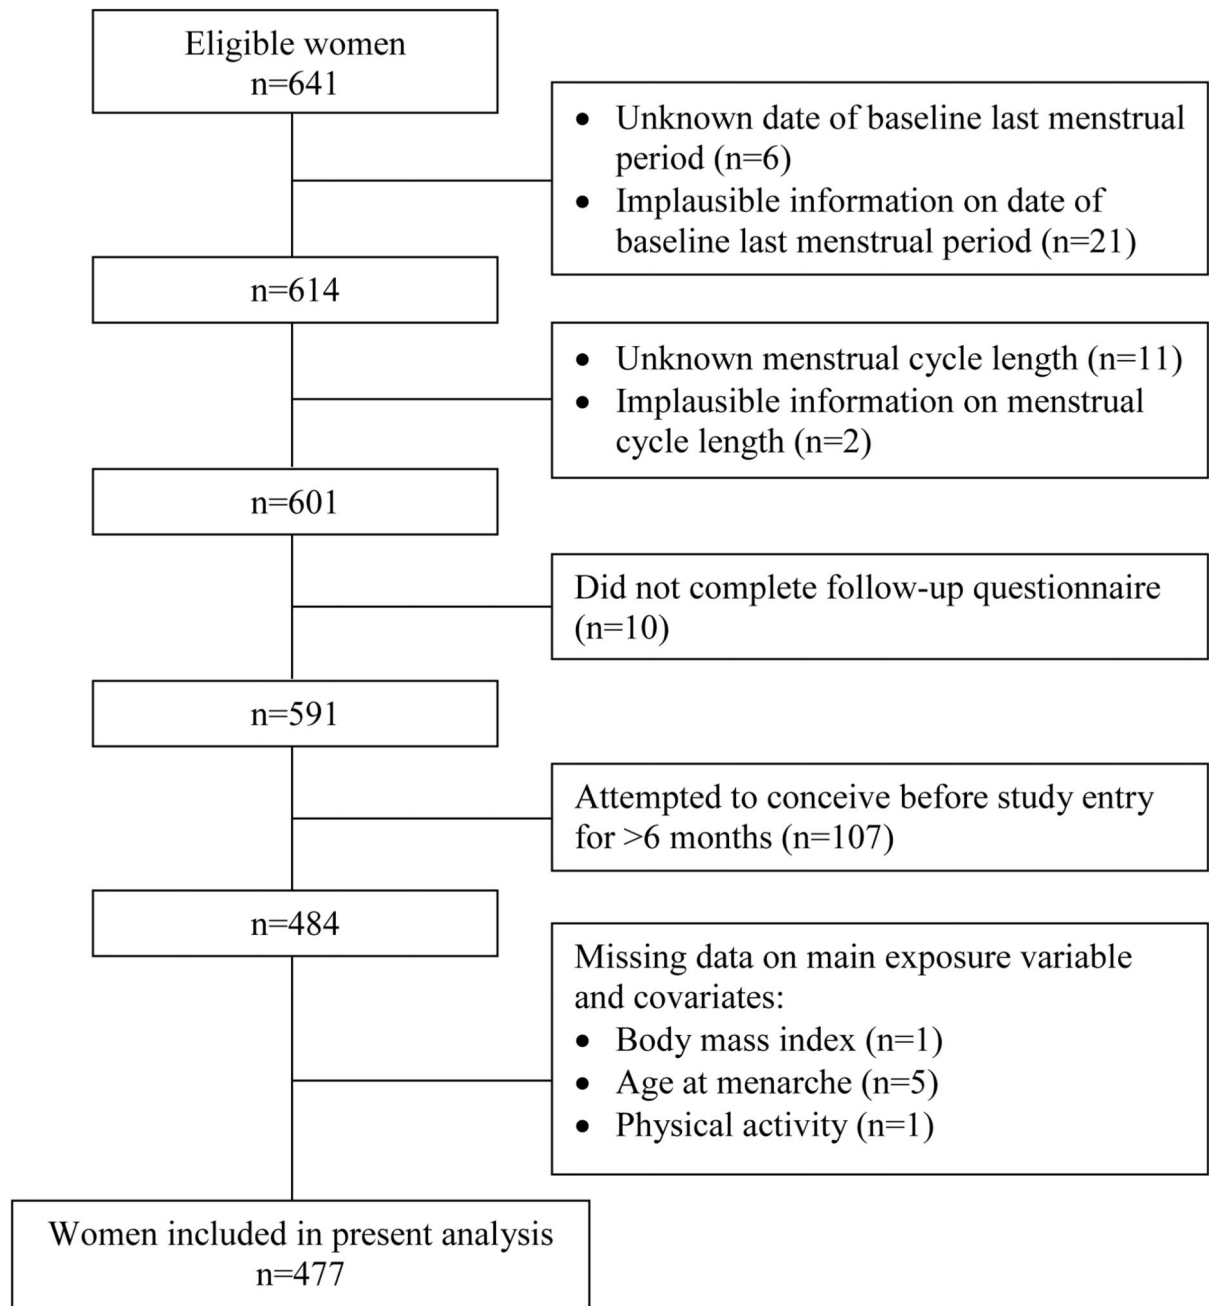 Eligible women
n=641
• Unknown date of baseline last menstrual
period (n=6)
• Implausible information on date of
baseline last menstrual period (n=21)
n=614
• Unknown menstrual cycle length (n=11)
• Implausible information on menstrual
cycle length (n=2)
n=601
Did not complete follow-up questionnaire
(n=10)
n=591
Attempted to conceive before study entry
for >6 months (n=107)
n=484
Missing data on main exposure variable
and covariates:
• Body mass index (n=1)
• Age at menarche (n=5)
• Physical activity (n=1)
Women included in present analysis
n=477